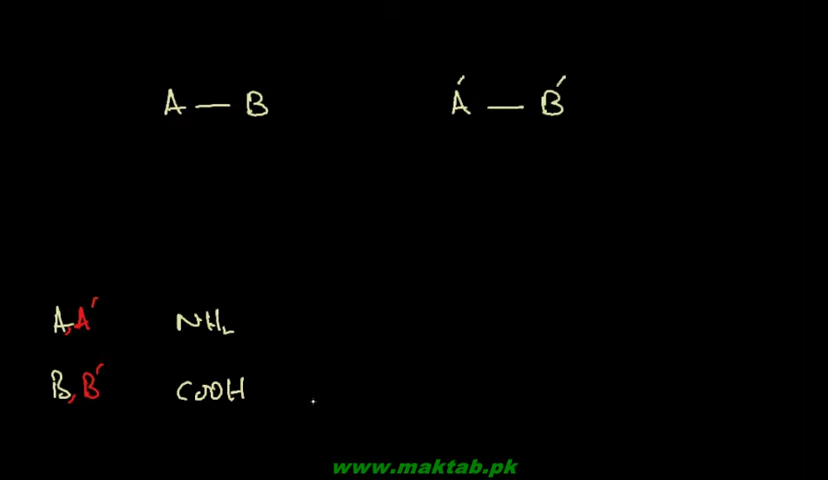 A — B A´ — B´
A, A´ NH2
B, B´ COOH
www.maktab.pk